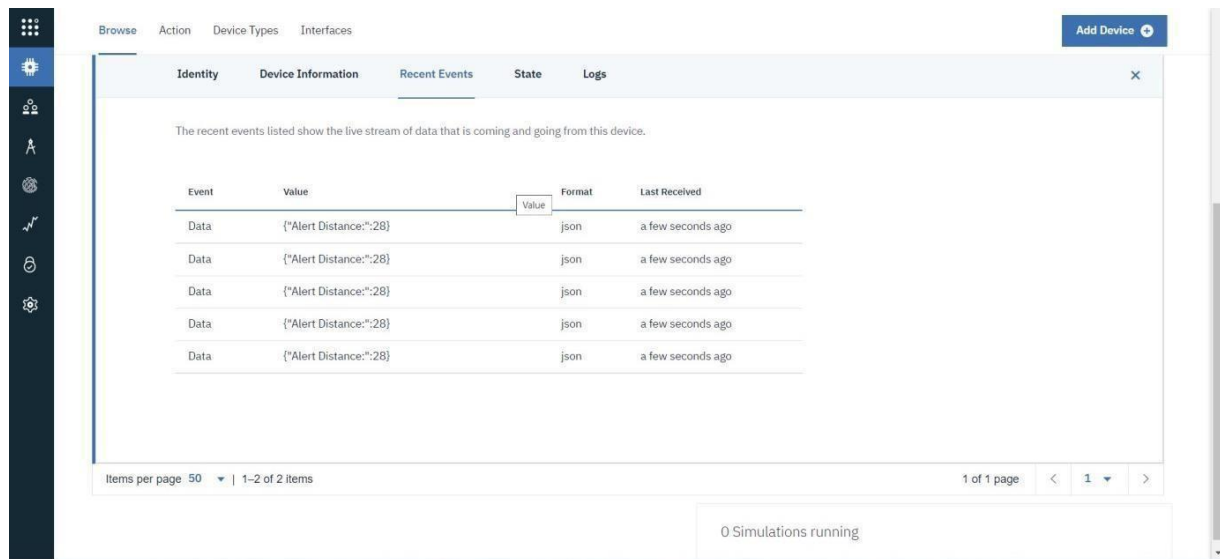 Browse Action Device Types Interfaces Add Device
Identity Device Information Recent Events State Logs
The recent events listed show the live stream of data that is coming and going from this device.
Event Value Format Last Received
Value
Data {"Alert Distance:":28} json a few seconds ago
Data {"Alert Distance:":28} json a few seconds ago
Data {"Alert Distance:":28} json a few seconds ago
Data {"Alert Distance:":28} json a few seconds ago
Data {"Alert Distance:":28} json a few seconds ago
Items per page 50 | 1–2 of 2 items 1 of 1 page 1
0 Simulations running